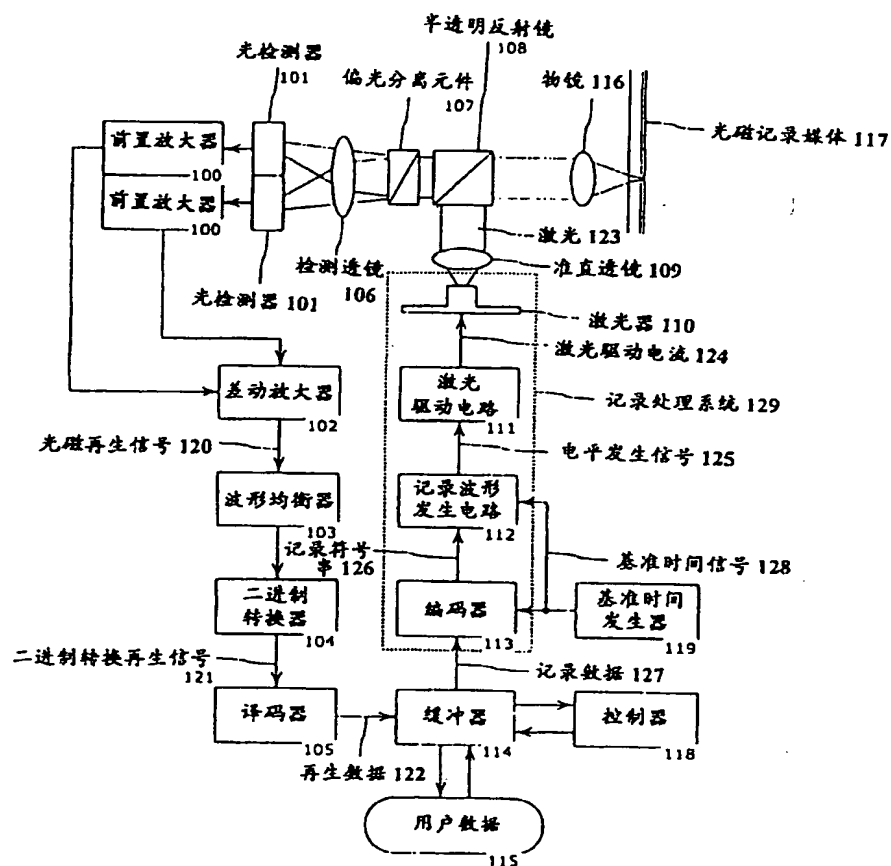 半透明反射镜
108
光检测器
101
偏光分离元件
107
物镜 116
光磁记录媒体 117
前置放大器
100
前置放大器
100
激光 123
检测透镜
106
准直透镜 109
光检测器 101
激光器 110
激光驱动电流
124
差动放大器
102
激光
驱动电路
111
记录处理系统 129
光磁再生信号 120
电平发生信号 125
波形均衡器
103
记录波形
发生电路
112
记录符号
串 126
基准时间信号 128
二进制
转换器
104
编码器
113
基准时间
发生器
119
二进制转换再生信号
121
记录数据 127
译码器
105
缓冲器
114
控制器
118
再生数据 122
用户数据
115